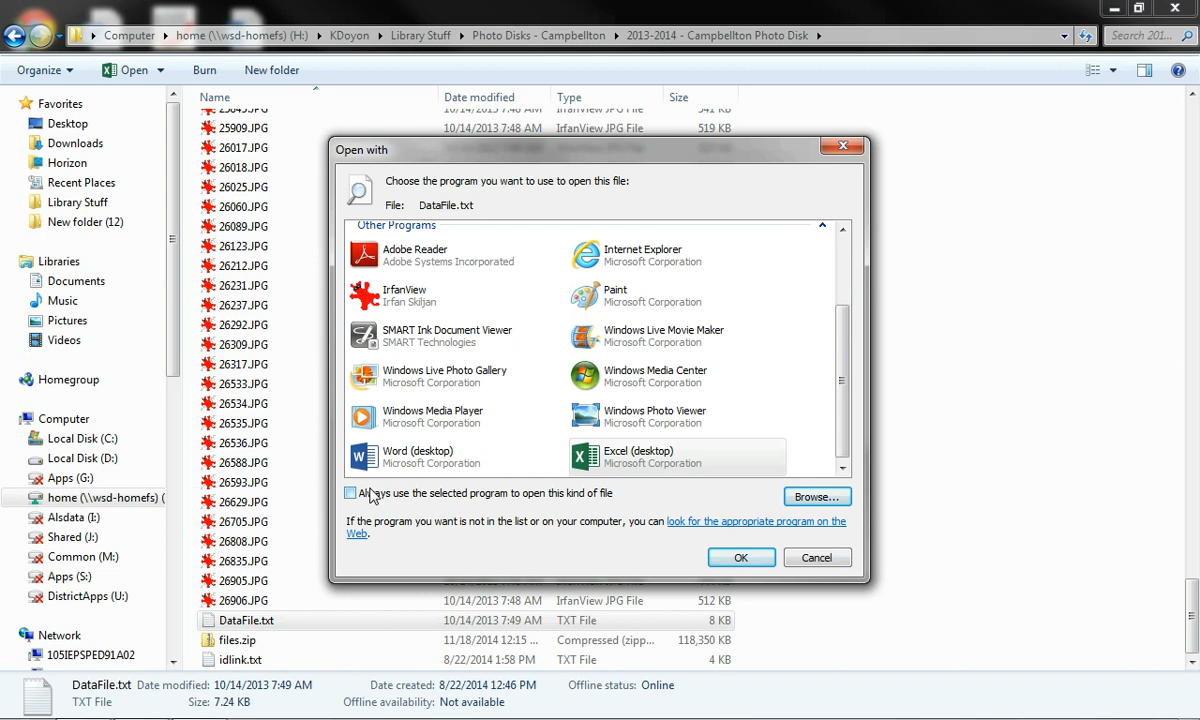 Computer ▸ home (\\wsd-homefs) (H:) ▸ KDoyon ▸ Library Stuff ▸ Photo Disks - Campbellton ▸ 2013-2014 - Campbellton Photo Disk ▸
Search 201...
Organize Open Burn New folder
Name Date modified Type Size
Favorites
Desktop
Downloads
Horizon
Recent Places
Library Stuff
New folder (12)
Libraries
Documents
Music
Pictures
Videos
Homegroup
Computer
Local Disk (C:)
Local Disk (D:)
Apps (G:)
home (\\wsd-homefs) (
Alsdata (I:)
Shared (J:)
Common (M:)
Apps (S:)
DistrictApps (U:)
Network
105IEPSPED91A02
25909.JPG 10/14/2013 7:48 AM IrfanView JPG File 519 KB
26017.JPG
26018.JPG
26025.JPG
26060.JPG
26089.JPG
26123.JPG
26212.JPG
26231.JPG
26237.JPG
26292.JPG
26309.JPG
26317.JPG
26533.JPG
26534.JPG
26535.JPG
26536.JPG
26588.JPG
26593.JPG
26629.JPG
26705.JPG
26808.JPG
26835.JPG
26905.JPG
26906.JPG 10/14/2013 7:48 AM IrfanView JPG File 512 KB
DataFile.txt 10/14/2013 7:49 AM TXT File 8 KB
files.zip 11/18/2014 12:15 ... Compressed (zipp... 118,350 KB
idlink.txt 8/22/2014 1:58 PM TXT File 4 KB
Open with
Choose the program you want to use to open this file:
File: DataFile.txt
Other Programs
Adobe Reader
Adobe Systems Incorporated
Internet Explorer
Microsoft Corporation
IrfanView
Irfan Skiljan
Paint
Microsoft Corporation
SMART Ink Document Viewer
SMART Technologies
Windows Live Movie Maker
Microsoft Corporation
Windows Live Photo Gallery
Microsoft Corporation
Windows Media Center
Microsoft Corporation
Windows Media Player
Microsoft Corporation
Windows Photo Viewer
Microsoft Corporation
Word (desktop)
Microsoft Corporation
Excel (desktop)
Microsoft Corporation
Always use the selected program to open this kind of file
Browse...
If the program you want is not in the list or on your computer, you can look for the appropriate program on the
Web.
OK Cancel
DataFile.txt Date modified: 10/14/2013 7:49 AM Date created: 8/22/2014 12:46 PM Offline status: Online
TXT File Size: 7.24 KB Offline availability: Not available